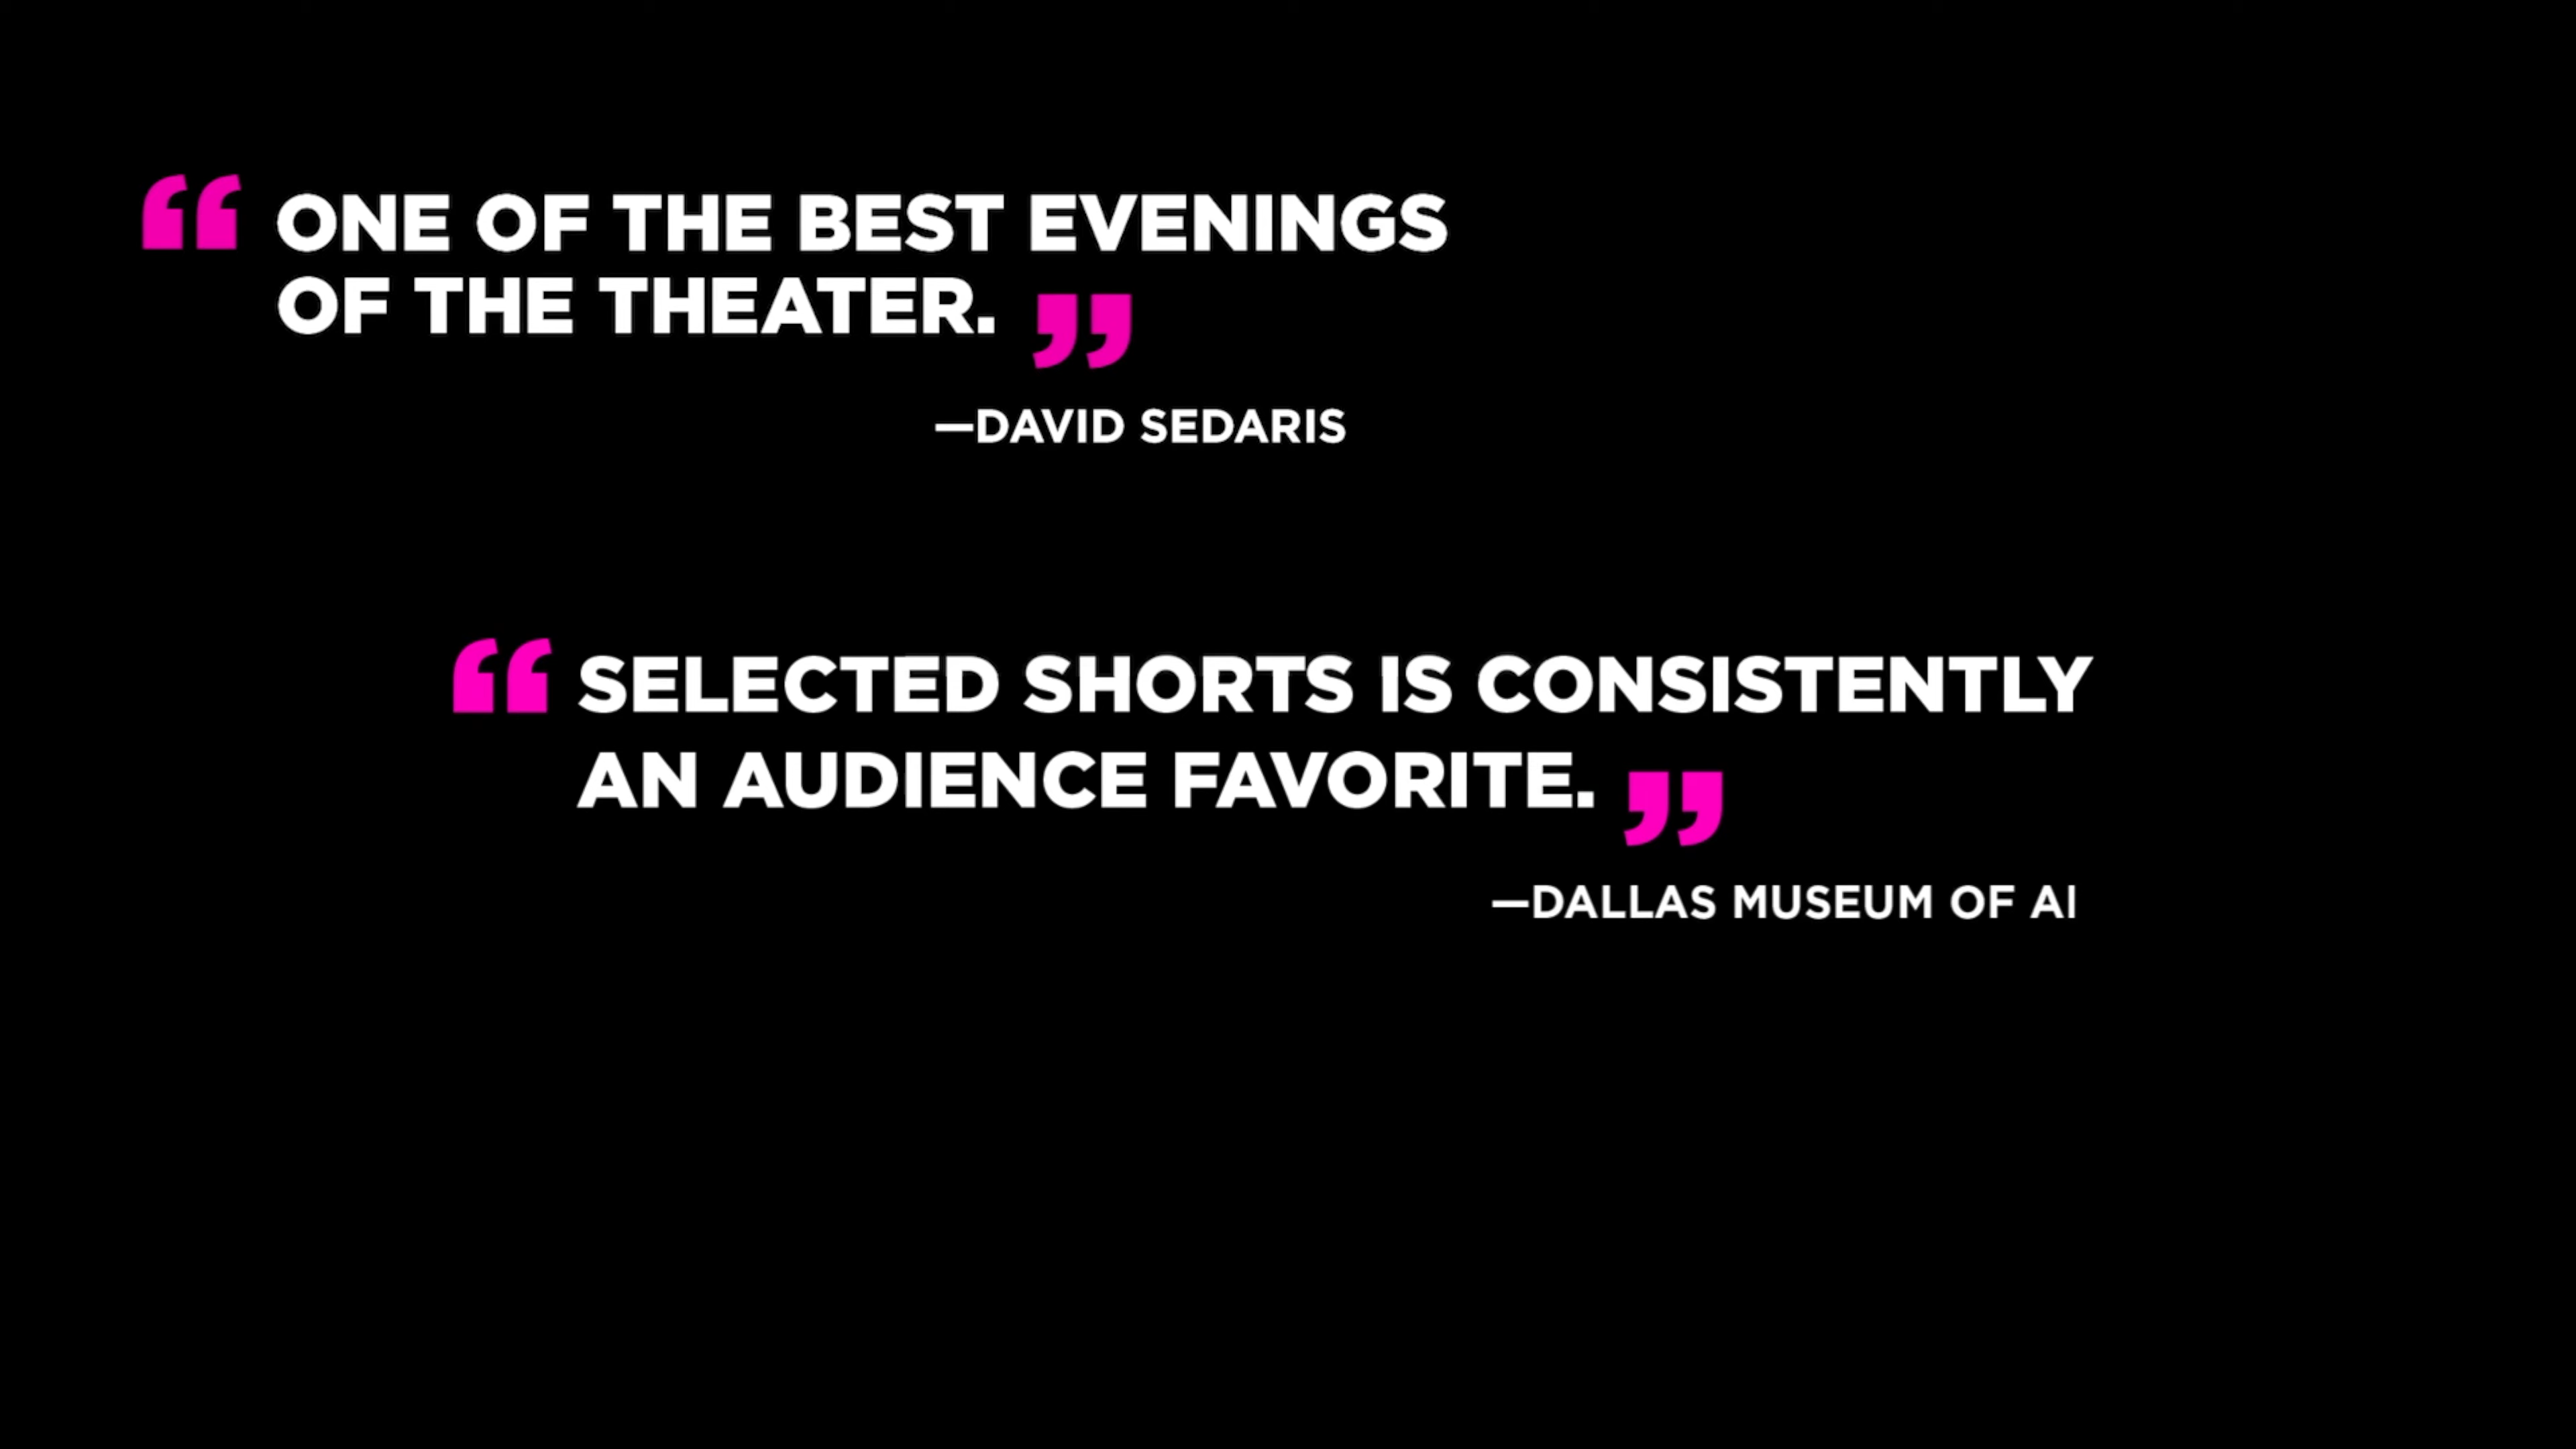 “ ONE OF THE BEST EVENINGS
OF THE THEATER. ”
—DAVID SEDARIS
“ SELECTED SHORTS IS CONSISTENTLY
AN AUDIENCE FAVORITE. ”
—DALLAS MUSEUM OF